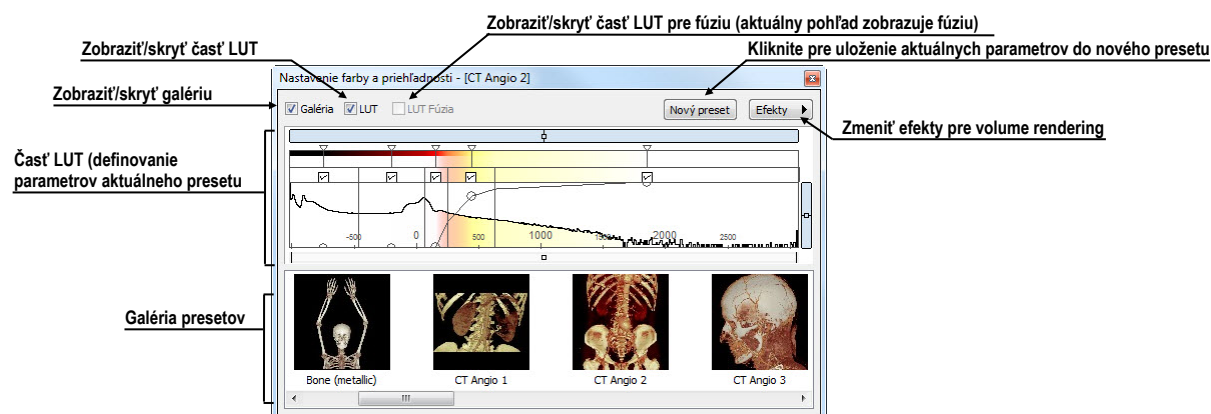 Zobraziť/skryť časť LUT pre fúziu (aktuálny pohľad zobrazuje fúziu)
Zobraziť/skryť časť LUT
Kliknite pre uloženie aktuálnych parametrov do nového presetu
Nastavenie farby a priehľadnosti - [CT Angio 2]
Zobraziť/skryť galériu
Galéria LUT LUT Fúzia Nový preset Efekty
Zmeniť efekty pre volume rendering
Časť LUT (definovanie
parametrov aktuálneho presetu
-500 0 500 1000 1500 2000 2500
Galéria presetov
Bone (metallic) CT Angio 1 CT Angio 2 CT Angio 3